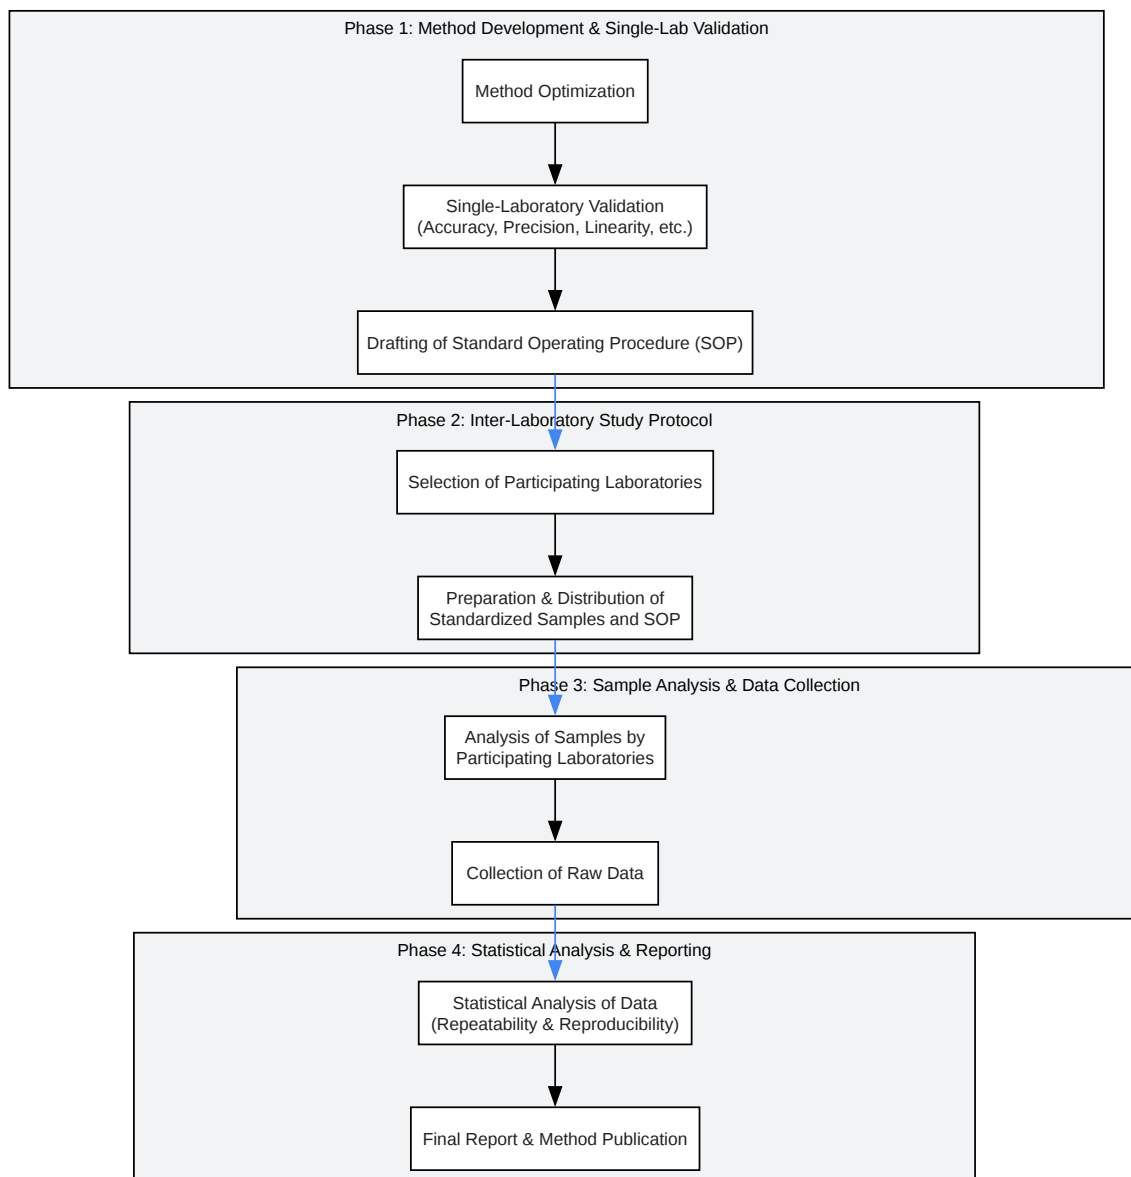 Phase 1: Method Development & Single-Lab Validation
Method Optimization
Single-Laboratory Validation
(Accuracy, Precision, Linearity, etc.)
Drafting of Standard Operating Procedure (SOP)
Phase 2: Inter-Laboratory Study Protocol
Selection of Participating Laboratories
Preparation & Distribution of
Standardized Samples and SOP
Phase 3: Sample Analysis & Data Collection
Analysis of Samples by
Participating Laboratories
Collection of Raw Data
Phase 4: Statistical Analysis & Reporting
Statistical Analysis of Data
(Repeatability & Reproducibility)
Final Report & Method Publication